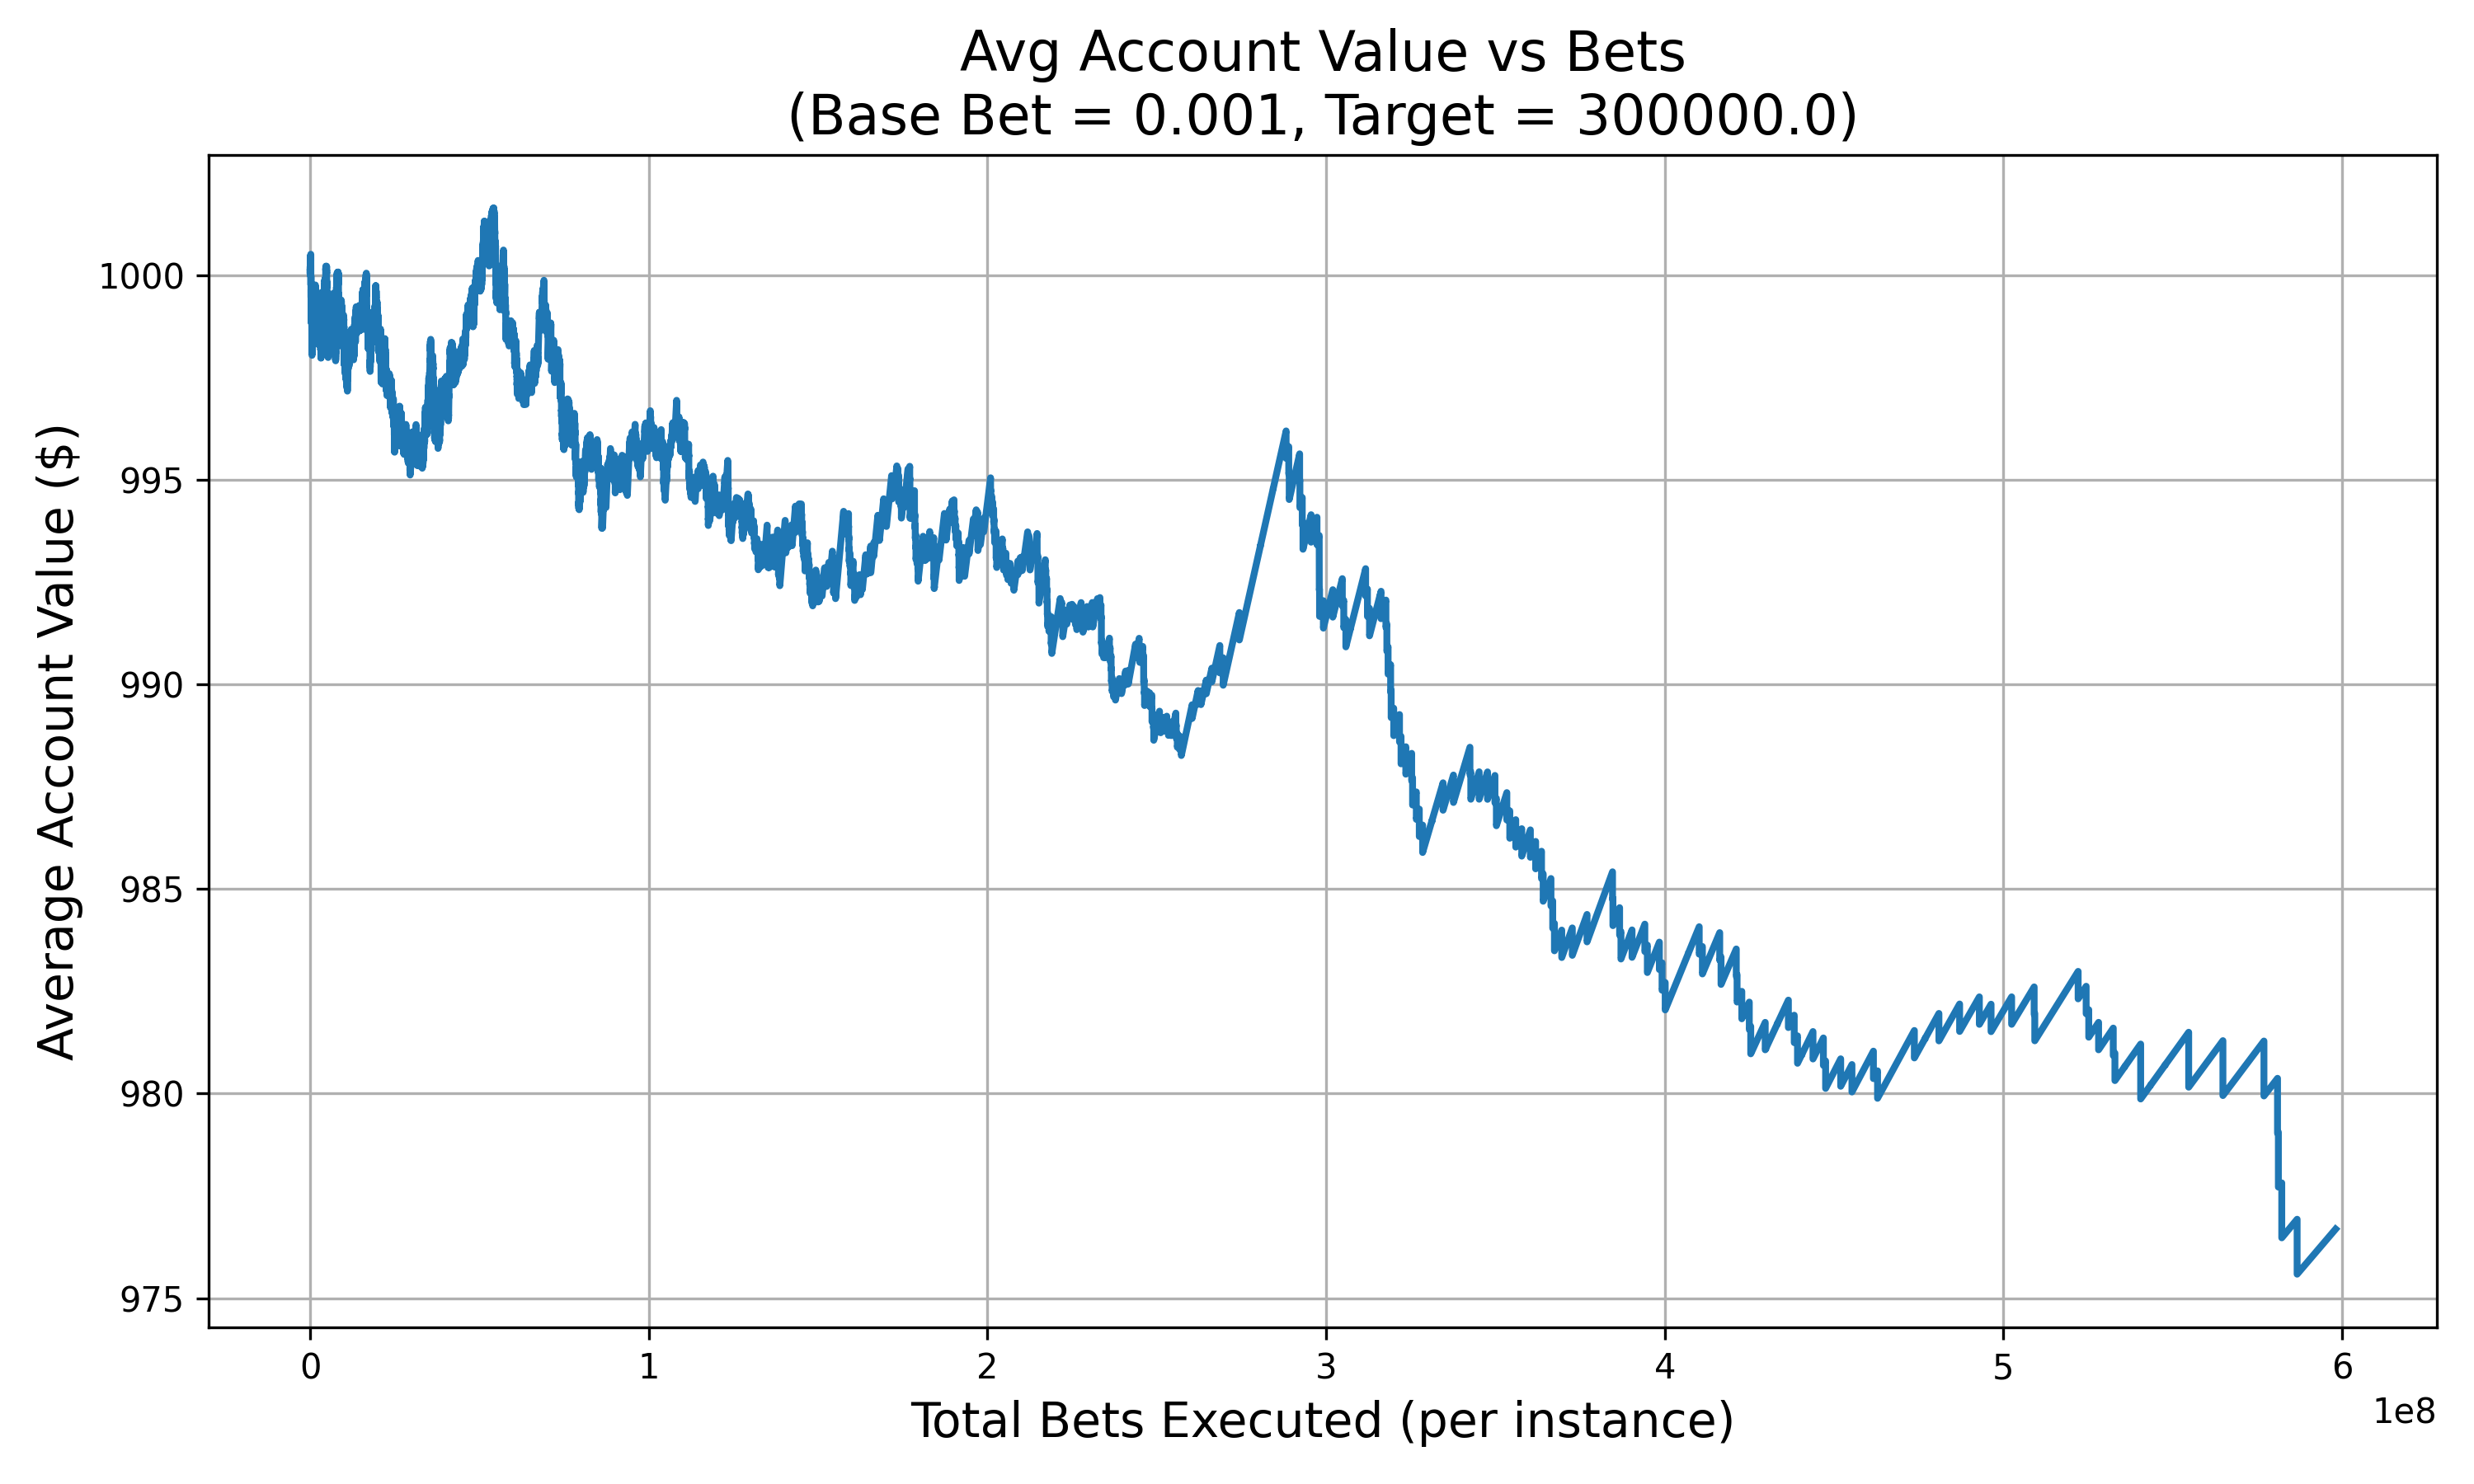 Avg Account Value vs Bets
(Base Bet = 0.001, Target = 300000.0)
Average Account Value ($)
1000
995
990
985
980
975
0 1 2 3 4 5 6
1e8
Total Bets Executed (per instance)